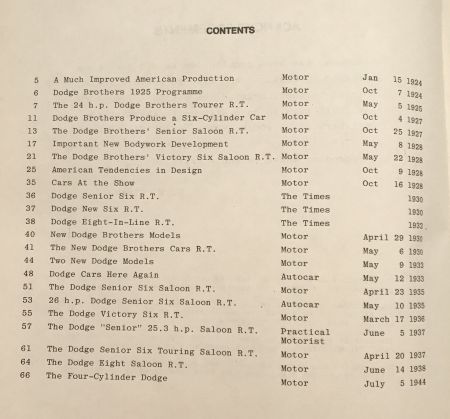 CONTENTS
5 A Much Improved American Production Motor Jan 15 1924
6 Dodge Brothers 1925 Programme Motor Oct 7 1924
7 The 24 h.p. Dodge Brothers Tourer R.T. Motor May 5 1925
11 Dodge Brothers Produce a Six-Cylinder Car Motor Oct 4 1927
13 The Dodge Brothers' Senior Saloon R.T. Motor Oct 25 1927
17 Important New Bodywork Development Motor May 8 1928
21 The Dodge Brothers' Victory Six Saloon R.T. Motor May 22 1928
25 American Tendencies in Design Motor Oct 9 1928
35 Cars At the Show Motor Oct 16 1928
36 Dodge Senior Six R.T. The Times 1930
37 Dodge New Six R.T. The Times 1930
38 Dodge Eight-In-Line R.T. The Times 1932
40 New Dodge Brothers Models Motor April 29 1930
41 The New Dodge Brothers Cars R.T. Motor May 6 1930
44 Two New Dodge Models Motor May 9 1933
48 Dodge Cars Here Again Autocar May 12 1933
51 The Dodge Senior Six Saloon R.T. Motor April 23 1935
53 26 h.p. Dodge Senior Six Saloon R.T. Autocar May 10 1935
55 The Dodge Victory Six R.T. Motor March 17 1936
57 The Dodge "Senior" 25.3 h.p. Saloon R.T. Practical Motorist June 5 1937
61 The Dodge Senior Six Touring Saloon R.T. Motor April 20 1937
64 The Dodge Eight Saloon R.T. Motor June 14 1938
66 The Four-Cylinder Dodge Motor July 5 1944